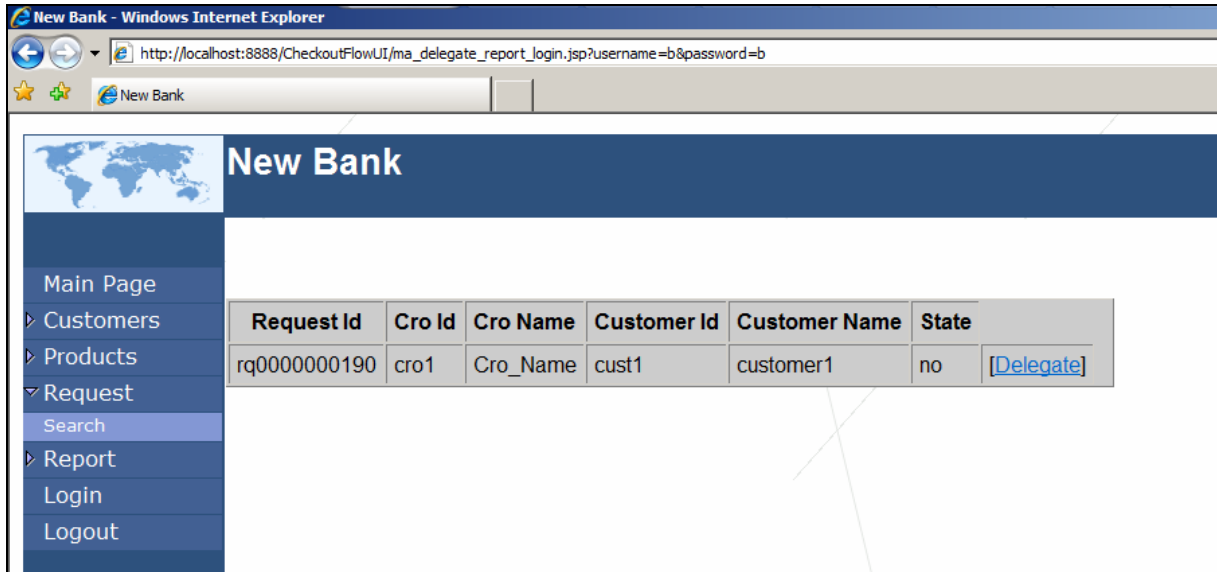 New Bank - Windows Internet Explorer
http://localhost:8888/CheckoutFlowUI/ma_delegate_report_login.jsp?username=b&password=b
New Bank
New Bank
Main Page
Customers
Products
Request
Search
Report
Login
Logout
Request Id Cro Id Cro Name Customer Id Customer Name State
rq0000000190 cro1 Cro_Name cust1 customer1 no [Delegate]